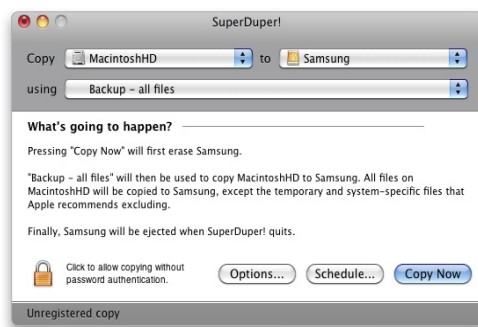 SuperDuper!
Copy MacintoshHD to Samsung
using Backup - all files
What's going to happen?
Pressing "Copy Now" will first erase Samsung.
"Backup - all files" will then be used to copy MacintoshHD to Samsung. All files on
MacintoshHD will be copied to Samsung, except the temporary and system-specific files that
Apple recommends excluding.
Finally, Samsung will be ejected when SuperDuper! quits.
Click to allow copying without
password authentication.
Options... Schedule... Copy Now
Unregistered copy